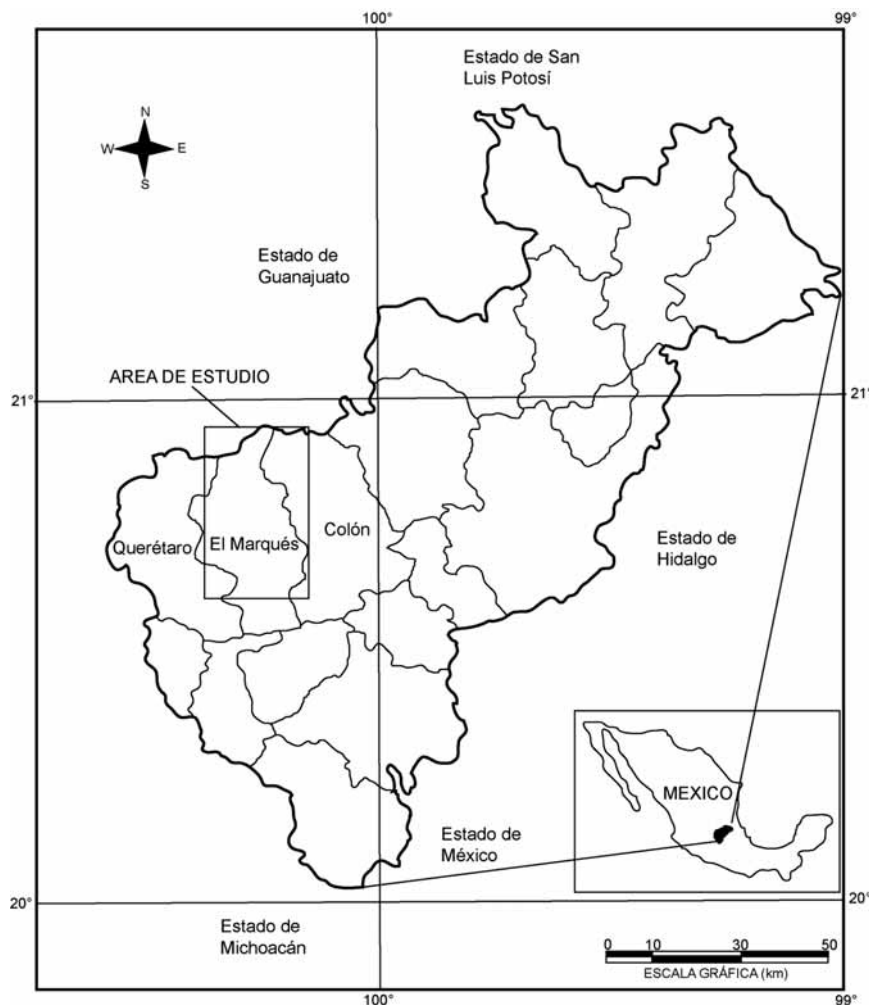 100°
99°
Estado de San
Luis Potosí
N
W
E
S
Estado de
Guanajuato
AREA DE ESTUDIO
21°
21°
Querétaro
El Marqués
Colón
Estado de
Hidalgo
MEXICO
Estado de
México
20°
20°
Estado de
Michoacán
0
10
30
50
ESCALA GRÁFICA (km)
100°
99°